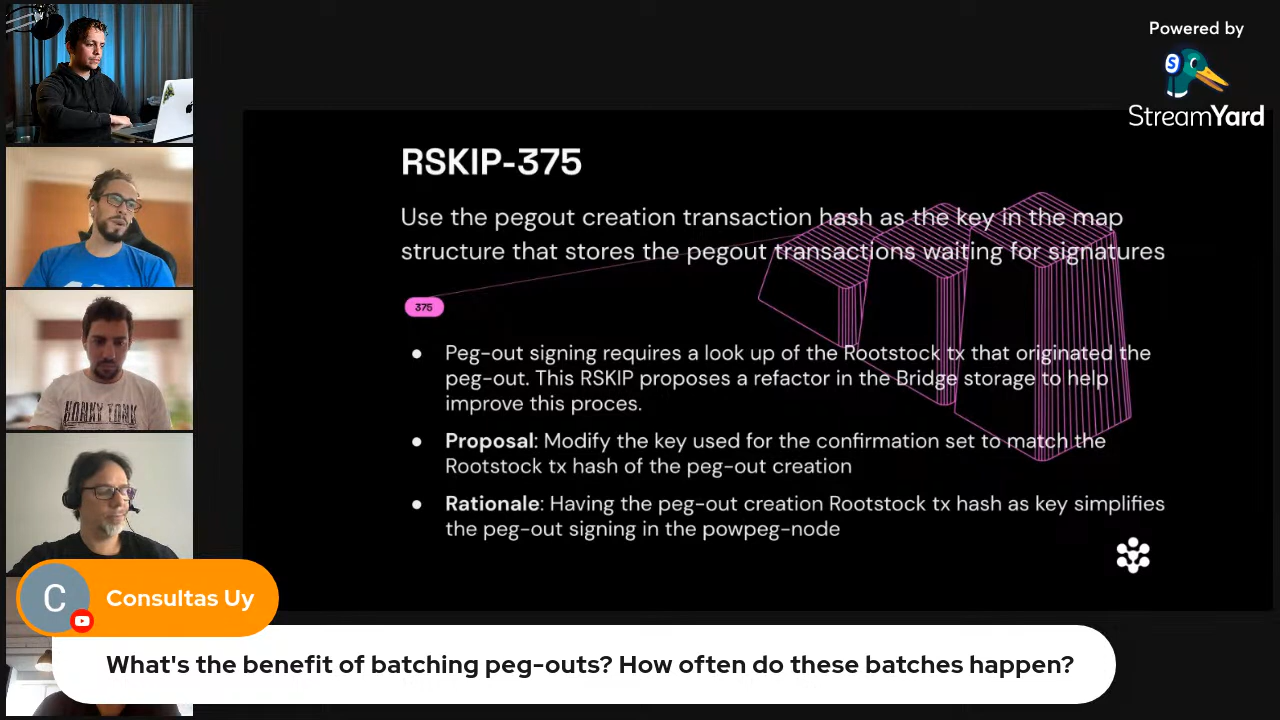 Powered by
S
StreamYard
RSKIP-375
Use the pegout creation transaction hash as the key in the map
structure that stores the pegout transactions waiting for signatures
375
● Peg-out signing requires a look up of the Rootstock tx that originated the
peg-out. This RSKIP proposes a refactor in the Bridge storage to help
improve this proces.
● Proposal: Modify the key used for the confirmation set to match the
Rootstock tx hash of the peg-out creation
● Rationale: Having the peg-out creation Rootstock tx hash as key simplifies
the peg-out signing in the powpeg-node
HONKY TONK
C
Consultas Uy
What's the benefit of batching peg-outs? How often do these batches happen?